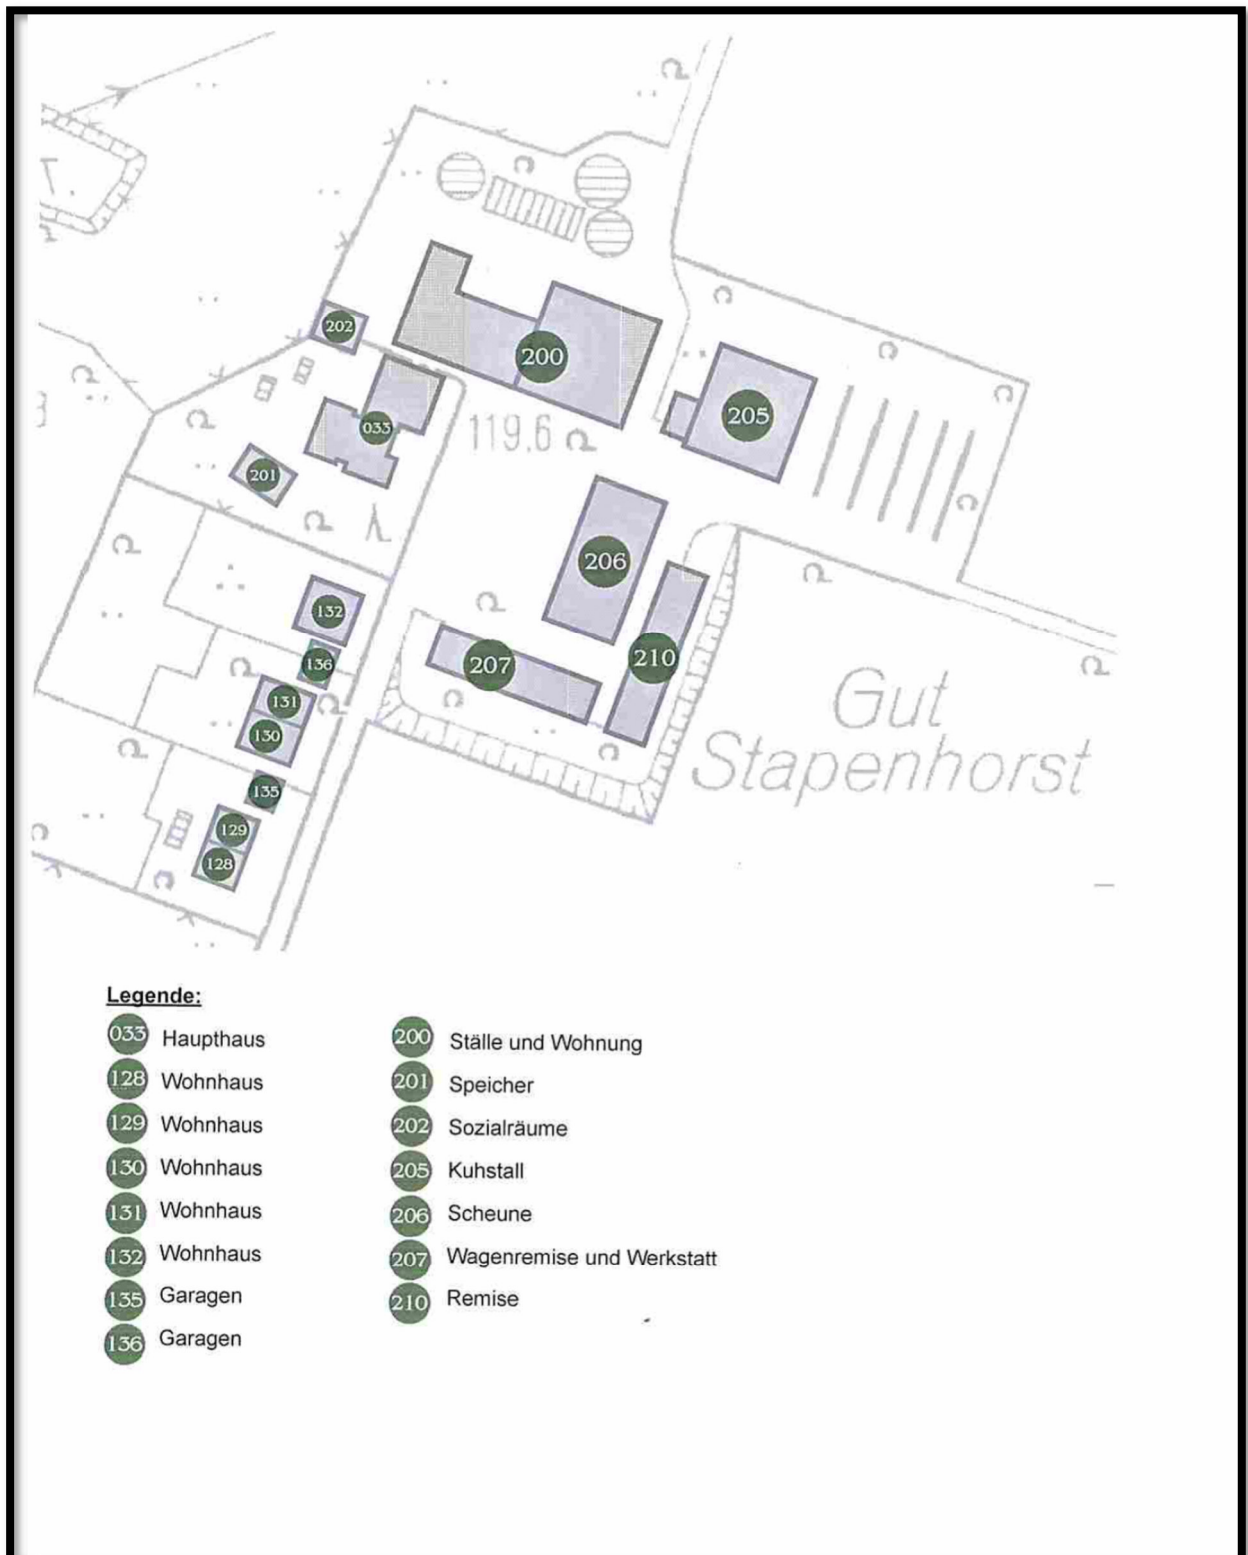 202
200
033
119.6
205
201
206
132
136
207
210
131
130
135
129
128
Gut
Stapenhorst
Legende:
033 Haupthaus
128 Wohnhaus
129 Wohnhaus
130 Wohnhaus
131 Wohnhaus
132 Wohnhaus
135 Garagen
136 Garagen
200 Ställe und Wohnung
201 Speicher
202 Sozialräume
205 Kuhstall
206 Scheune
207 Wagenremise und Werkstatt
210 Remise